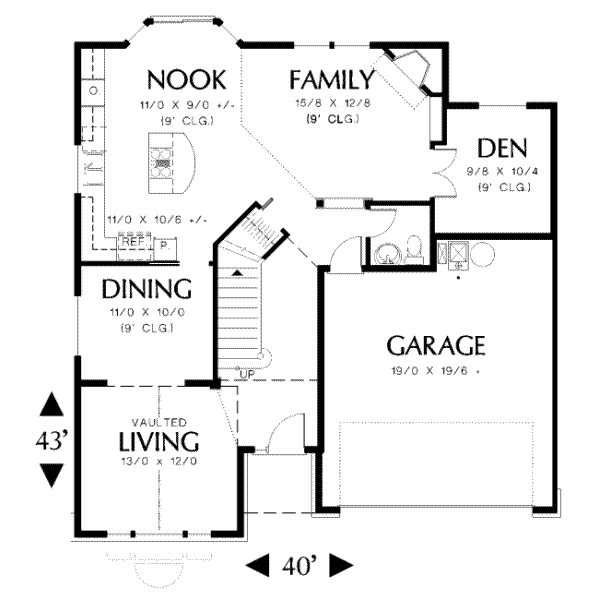 NOOK
11/0 X 9/0 +/-
(9' CLG.)
FAMILY
15/8 X 12/8
(9' CLG.)
DEN
9/8 X 10/4
(9' CLG.)
11/0 X 10/6 +/-
REF.
P.
DINING
11/0 X 10/0
(9' CLG.)
UP
GARAGE
19/0 X 19/6 +
VAULTED
LIVING
13/0 X 12/0
43'
40'